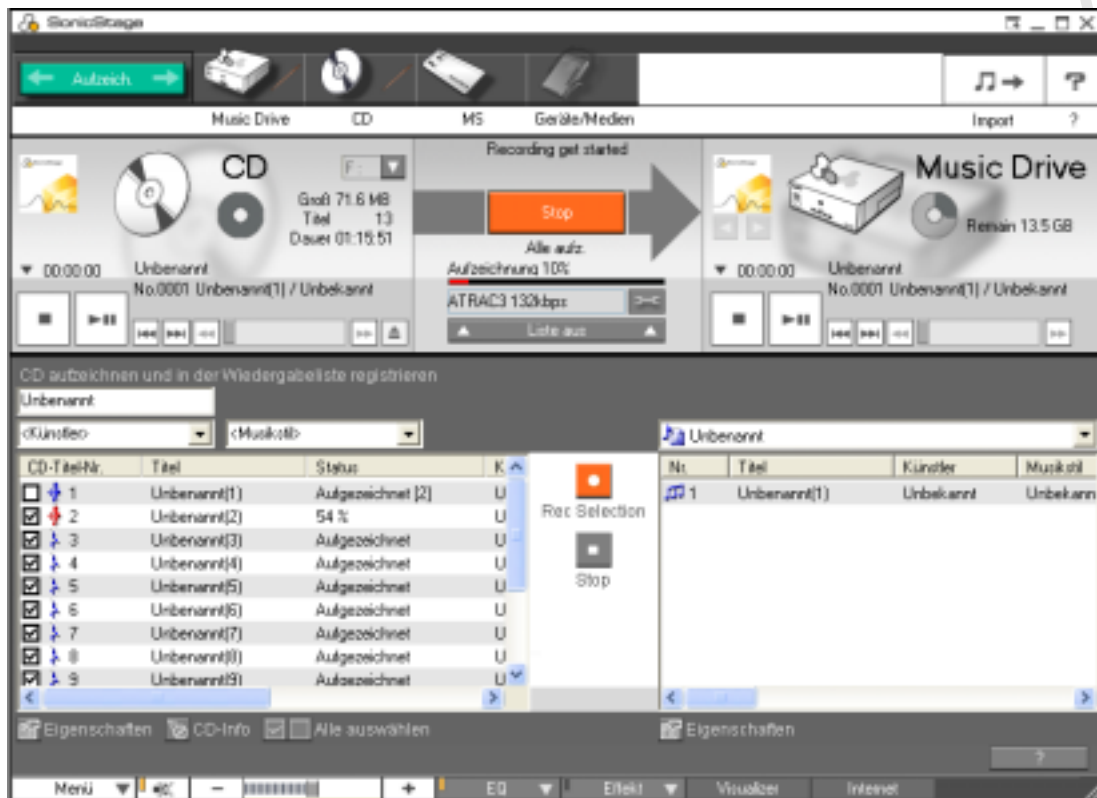 SonicStage
Aufzeich.
Music Drive CD MS Geräte/Medien Import ?
CD
F:
Groß 71.6 MB
Titel 13
Dauer 01:15:51
00:00:00 Unbenannt
No.0001 Unbenannt(1) / Unbekannt
Recording get started
Stop
Alle aufz.
Aufzeichnung 10%
ATRAC3 132kbps
Liste aus
Music Drive
Remain 13.5 GB
00:00:00 Unbenannt
No.0001 Unbenannt(1) / Unbekannt
CD aufzeichnen und in der Wiedergabeliste registrieren
Unbenannt
<Künstler> <Musikstil>
CD-Titel-Nr. Titel Status K
1 Unbenannt(1) Aufgezeichnet [2] U
2 Unbenannt(2) 54 % U
3 Unbenannt(3) Aufgezeichnet U
4 Unbenannt(4) Aufgezeichnet U
5 Unbenannt(5) Aufgezeichnet U
6 Unbenannt(6) Aufgezeichnet U
7 Unbenannt(7) Aufgezeichnet U
8 Unbenannt(8) Aufgezeichnet U
9 Unbenannt(9) Aufgezeichnet U
Rec Selection
Stop
Unbenannt
Nr. Titel Künstler Musikstil
1 Unbenannt(1) Unbekannt Unbekann
Eigenschaften CD-Info Alle auswählen
Eigenschaften
?
Menü EQ Effekt Visualizer Internet